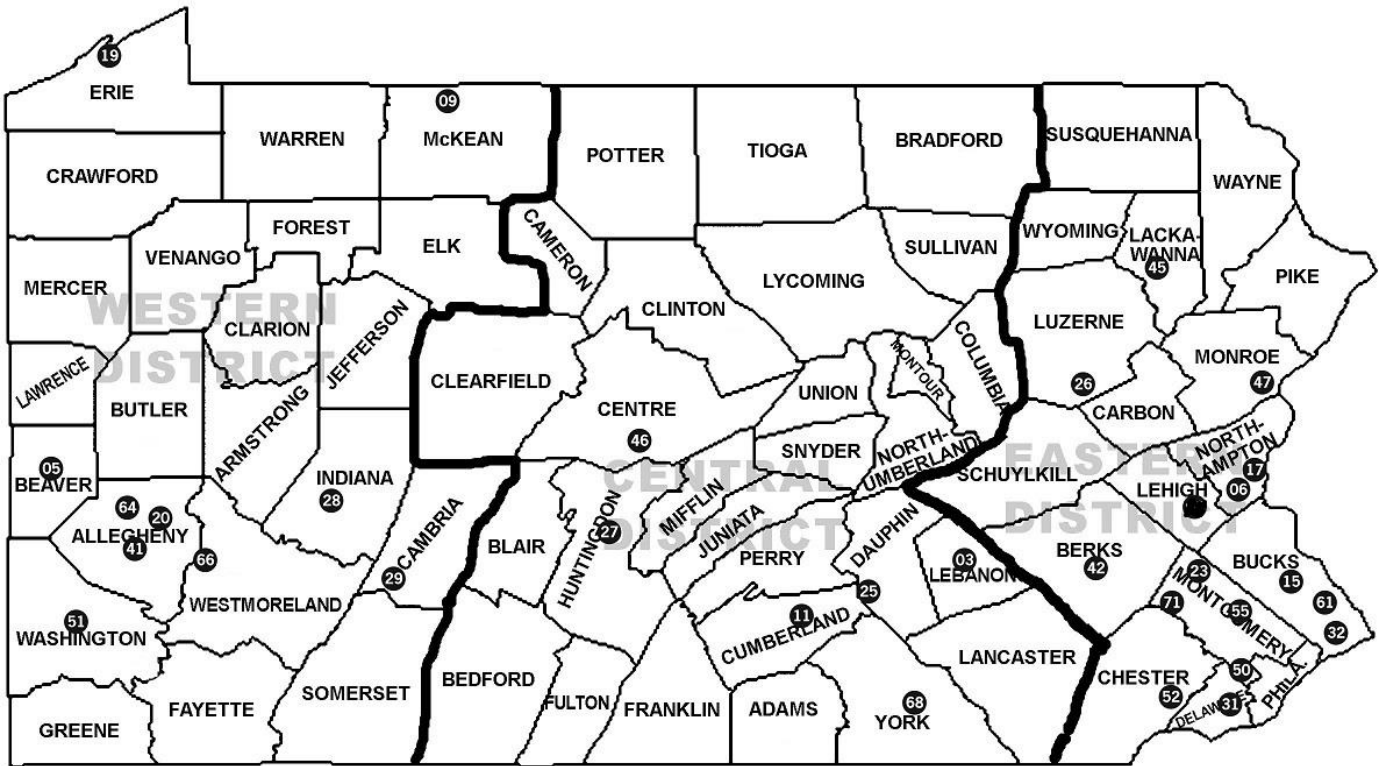 19
ERIE
WARREN
09
McKEAN
POTTER
TIOGA
BRADFORD
SUSQUEHANNA
WAYNE
CRAWFORD
FOREST
VENANGO
ELK
CAMERON
SULLIVAN
WYOMING
LACKA-
WANNA
45
PIKE
MERCER
WESTERN
DISTRICT
CLARION
JEFFERSON
CLINTON
LYCOMING
COLUMBIA
LUZERNE
26
MONROE
47
LAWRENCE
BUTLER
ARMSTRONG
CLEARFIELD
CENTRE
46
UNION
MONTOUR
CARBON
SNYDER
NORTH-
UMBERLAND
SCHUYLKILL
EASTERN
DISTRICT
NORTH-
AMPTON
17
06
LEHIGH
05
BEAVER
INDIANA
28
CENTRAL
DISTRICT
MIFFLIN
JUNIATA
HUNTINGDON
27
64
20
ALLEGHENY
41
66
CAMBRIA
29
BLAIR
PERRY
DAUPHIN
25
03
LEBANON
BERKS
42
BUCKS
15
61
32
23
MONTGOMERY
71
55
WESTMORELAND
51
WASHINGTON
11
CUMBERLAND
LANCASTER
CHESTER
52
50
DELAWARE
31
PHILA.
GREENE
FAYETTE
SOMERSET
BEDFORD
FULTON
FRANKLIN
ADAMS
68
YORK